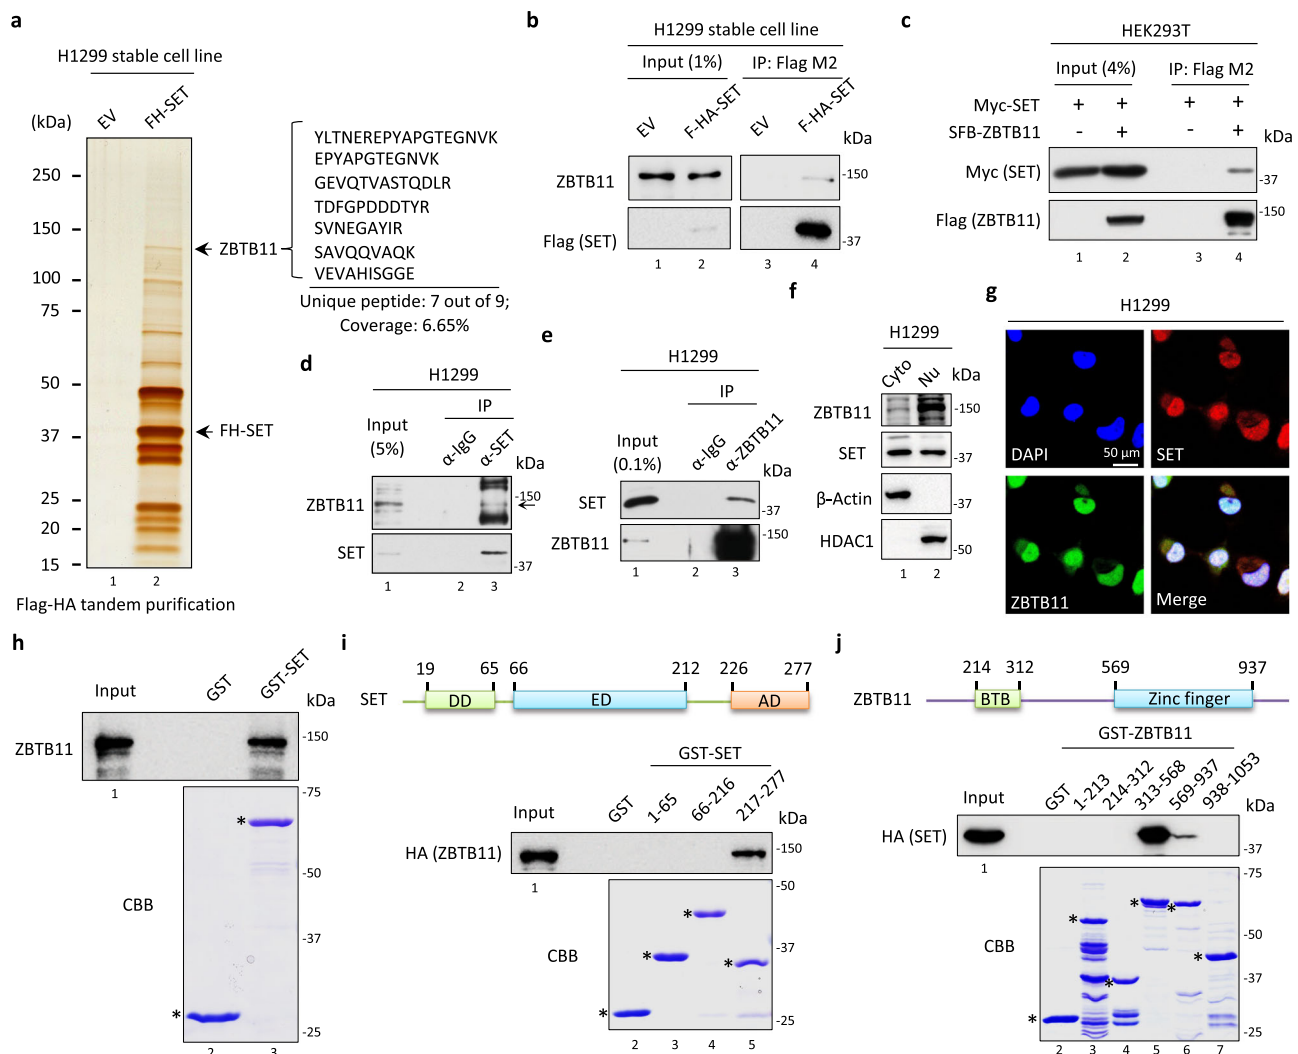 a
H1299 stable cell line
(kDa)
EV
FH-SET
250
150
100
75
50
37
25
20
15
ZBTB11
FH-SET
YLTNEREPYAPGTEGNVK
EPYAPGTEGNVK
GEVQTVASTQDLR
TDFGPDDDTYR
SVNEGAYIR
SAVQQVAQK
VEVAHISGGE
Unique peptide: 7 out of 9;
Coverage: 6.65%
1 2
Flag-HA tandem purification
b
H1299 stable cell line
Input (1%) IP: Flag M2
EV F-HA-SET EV F-HA-SET
kDa
ZBTB11 -150
Flag (SET) -37
1 2 3 4
c
HEK293T
Input (4%) IP: Flag M2
Myc-SET + + + +
SFB-ZBTB11 - + - +
kDa
Myc (SET) -37
Flag (ZBTB11) -150
1 2 3 4
d
H1299
IP
Input
(5%)
α-IgG α-SET
kDa
ZBTB11 -150
SET -37
1 2 3
e
H1299
IP
Input
(0.1%)
α-IgG α-ZBTB11
kDa
SET -37
ZBTB11 -150
1 2 3
f
H1299
Cyto Nu kDa
ZBTB11 -150
SET -37
β-Actin -37
HDAC1 -50
1 2
g
H1299
DAPI 50 μm SET
ZBTB11 Merge
h
Input GST GST-SET
kDa
ZBTB11 -150
1
-75
-50
CBB
-37
-25
* *
2 3
i
19 65 66 212 226 277
SET DD ED AD
GST-SET
Input GST 1-65 66-216 217-277
kDa
HA (ZBTB11) -150
1
-50
-37
CBB
-25
* * * *
2 3 4 5
j
214 312 569 937
ZBTB11 BTB Zinc finger
GST-ZBTB11
Input GST 1-213 214-312 313-568 569-937 938-1053
kDa
HA (SET) -37
1
-75
-50
CBB
-37
-25
* * * * * *
2 3 4 5 6 7